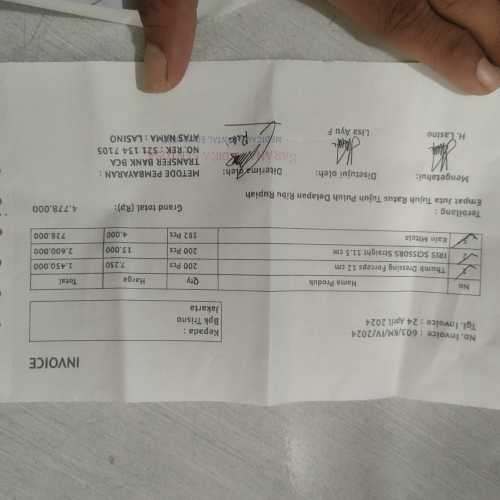 INVOICE
No. Invoice : 603/KM/IV/2024
Tgl. Invoice : 24 April 2024
Kepada :
Bpk Trisno
Jakarta
No Nama Produk Qty Harga Total
1 Thumb Dressing Forceps 12 cm 200 Pcs 7.250 1.450.000
2 IRIS SCISSORS Straight 11.5 cm 200 Pcs 13.000 2.600.000
3 Kain Mitela 182 Pcs 4.000 728.000
Terbilang : Grand total (Rp): 4.778.000
Empat Juta Tujuh Ratus Tujuh Puluh Delapan Ribu Rupiah
Mengetahui: Disetujui oleh: Diterima oleh: METODE PEMBAYARAN :
TRANSFER BANK BCA
NO. REK : 521 134 7105
ATAS NAMA : LASINO
H. Lasino Lisa Ayu F